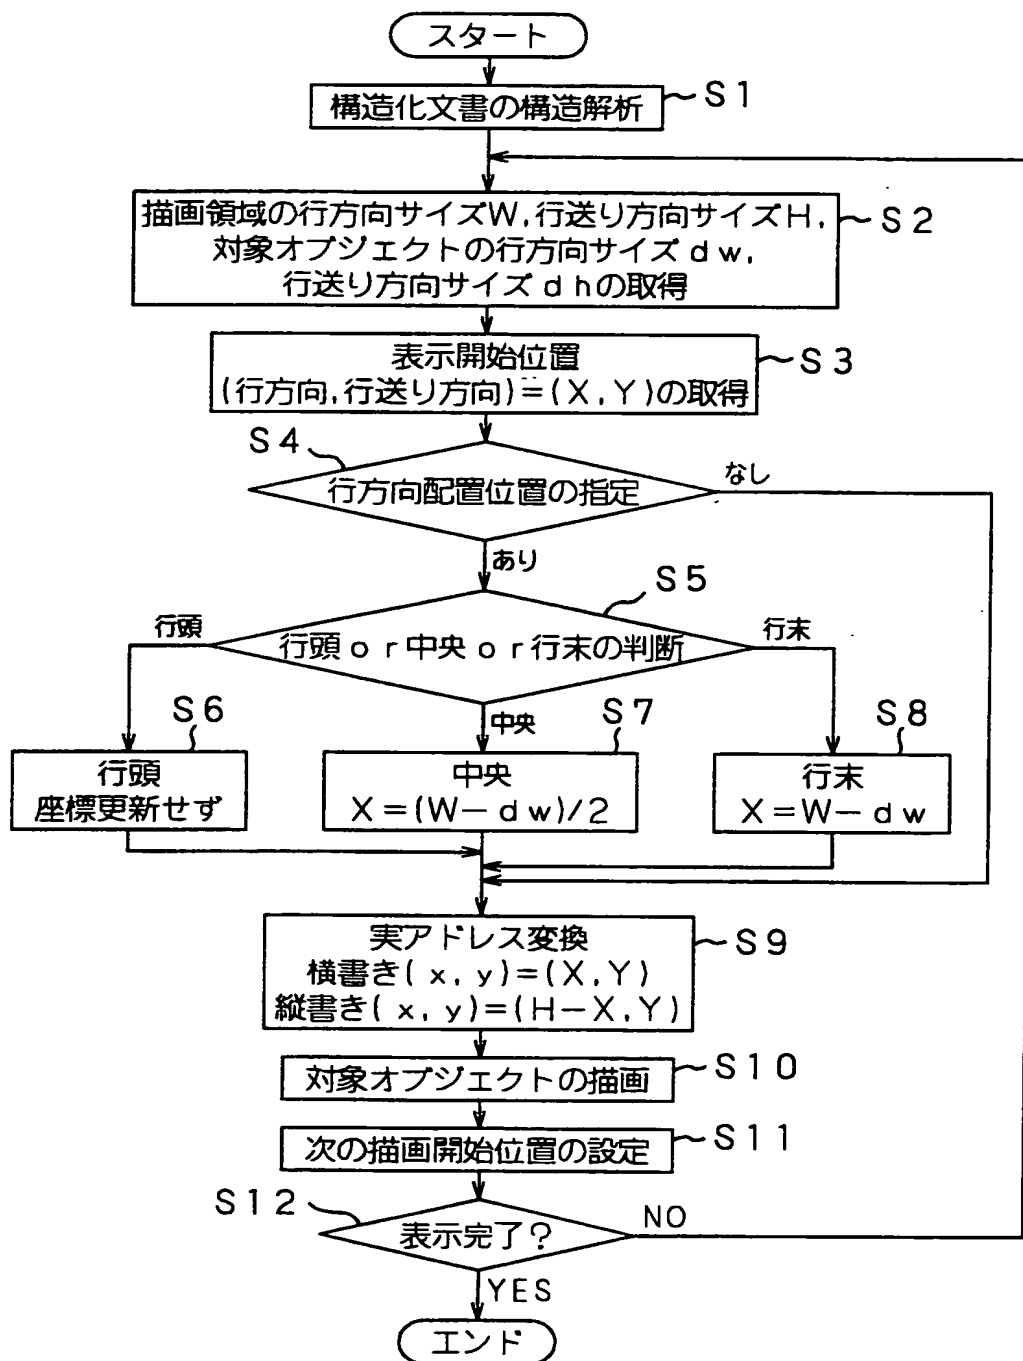 スタート
構造化文書の構造解析
S1
描画領域の行方向サイズW,行送り方向サイズH,
対象オブジェクトの行方向サイズdw,
行送り方向サイズdhの取得
S2
表示開始位置
(行方向,行送り方向)=(X,Y)の取得
S3
S4
行方向配置位置の指定
なし
あり
S5
行頭
行頭or中央or行末の判断
行末
S6
中央
S7
S8
行頭
座標更新せず
中央
X=(W-dw)/2
行末
X=W-dw
実アドレス変換
横書き(x,y)=(X,Y)
縦書き(x,y)=(H-X,Y)
S9
対象オブジェクトの描画
S10
次の描画開始位置の設定
S11
S12
表示完了?
NO
YES
エンド